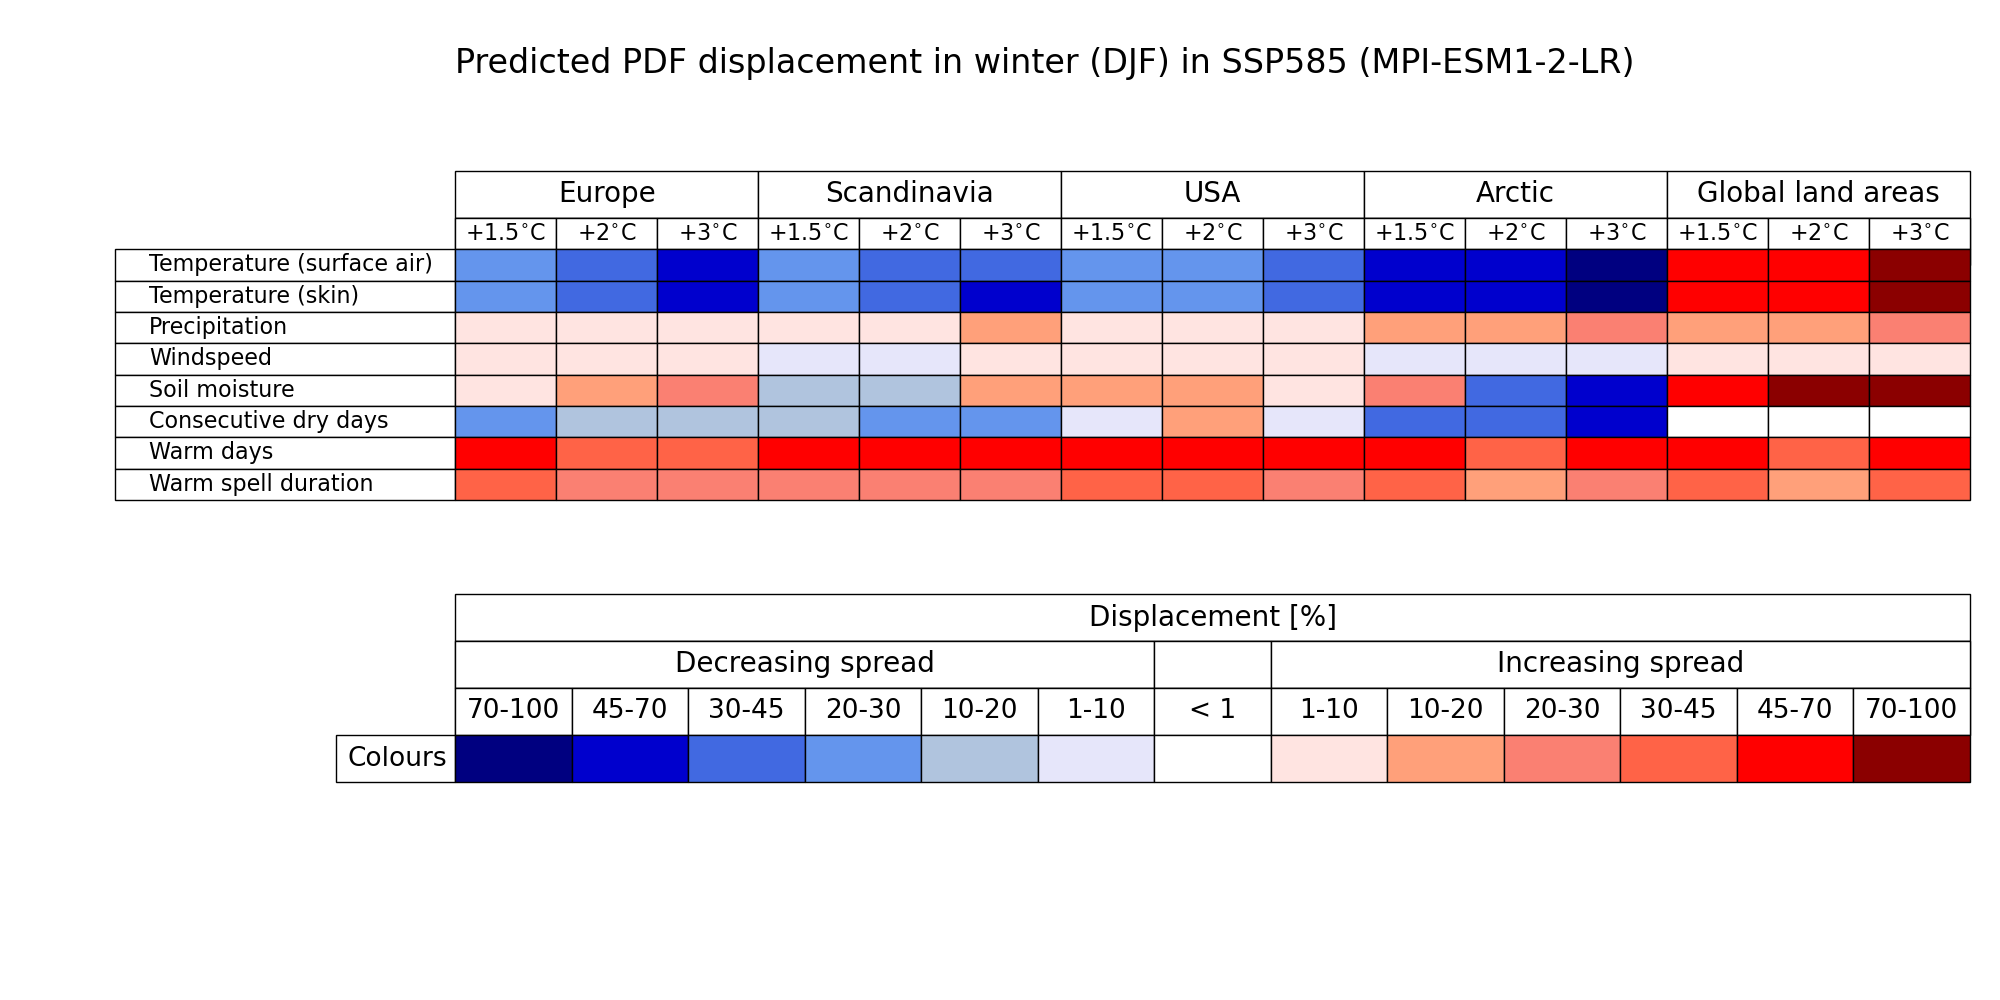 Predicted PDF displacement in winter (DJF) in SSP585 (MPI-ESM1-2-LR)
Europe Scandinavia USA Arctic Global land areas
+1.5°C +2°C +3°C +1.5°C +2°C +3°C +1.5°C +2°C +3°C +1.5°C +2°C +3°C +1.5°C +2°C +3°C
Temperature (surface air)
Temperature (skin)
Precipitation
Windspeed
Soil moisture
Consecutive dry days
Warm days
Warm spell duration
Displacement [%]
Decreasing spread Increasing spread
70-100 45-70 30-45 20-30 10-20 1-10 < 1 1-10 10-20 20-30 30-45 45-70 70-100
Colours